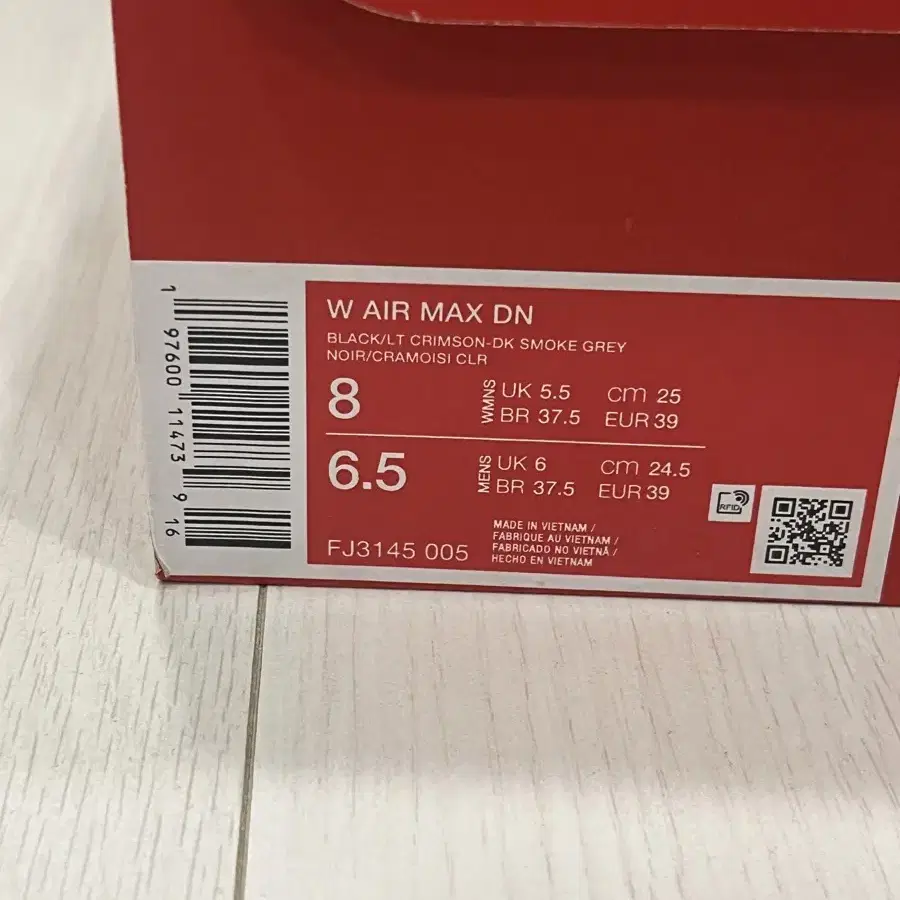 W AIR MAX DN
BLACK/LT CRIMSON-DK SMOKE GREY
NOIR/CRAMOISI CLR
8 WMNS UK 5.5 cm 25
BR 37.5 EUR 39
6.5 MENS UK 6 cm 24.5
BR 37.5 EUR 39
FJ3145 005
MADE IN VIETNAM /
FABRIQUE AU VIETNAM /
FABRICADO NO VIETNÃ /
HECHO EN VIETNAM
RFID
1 97600 11473 9 16